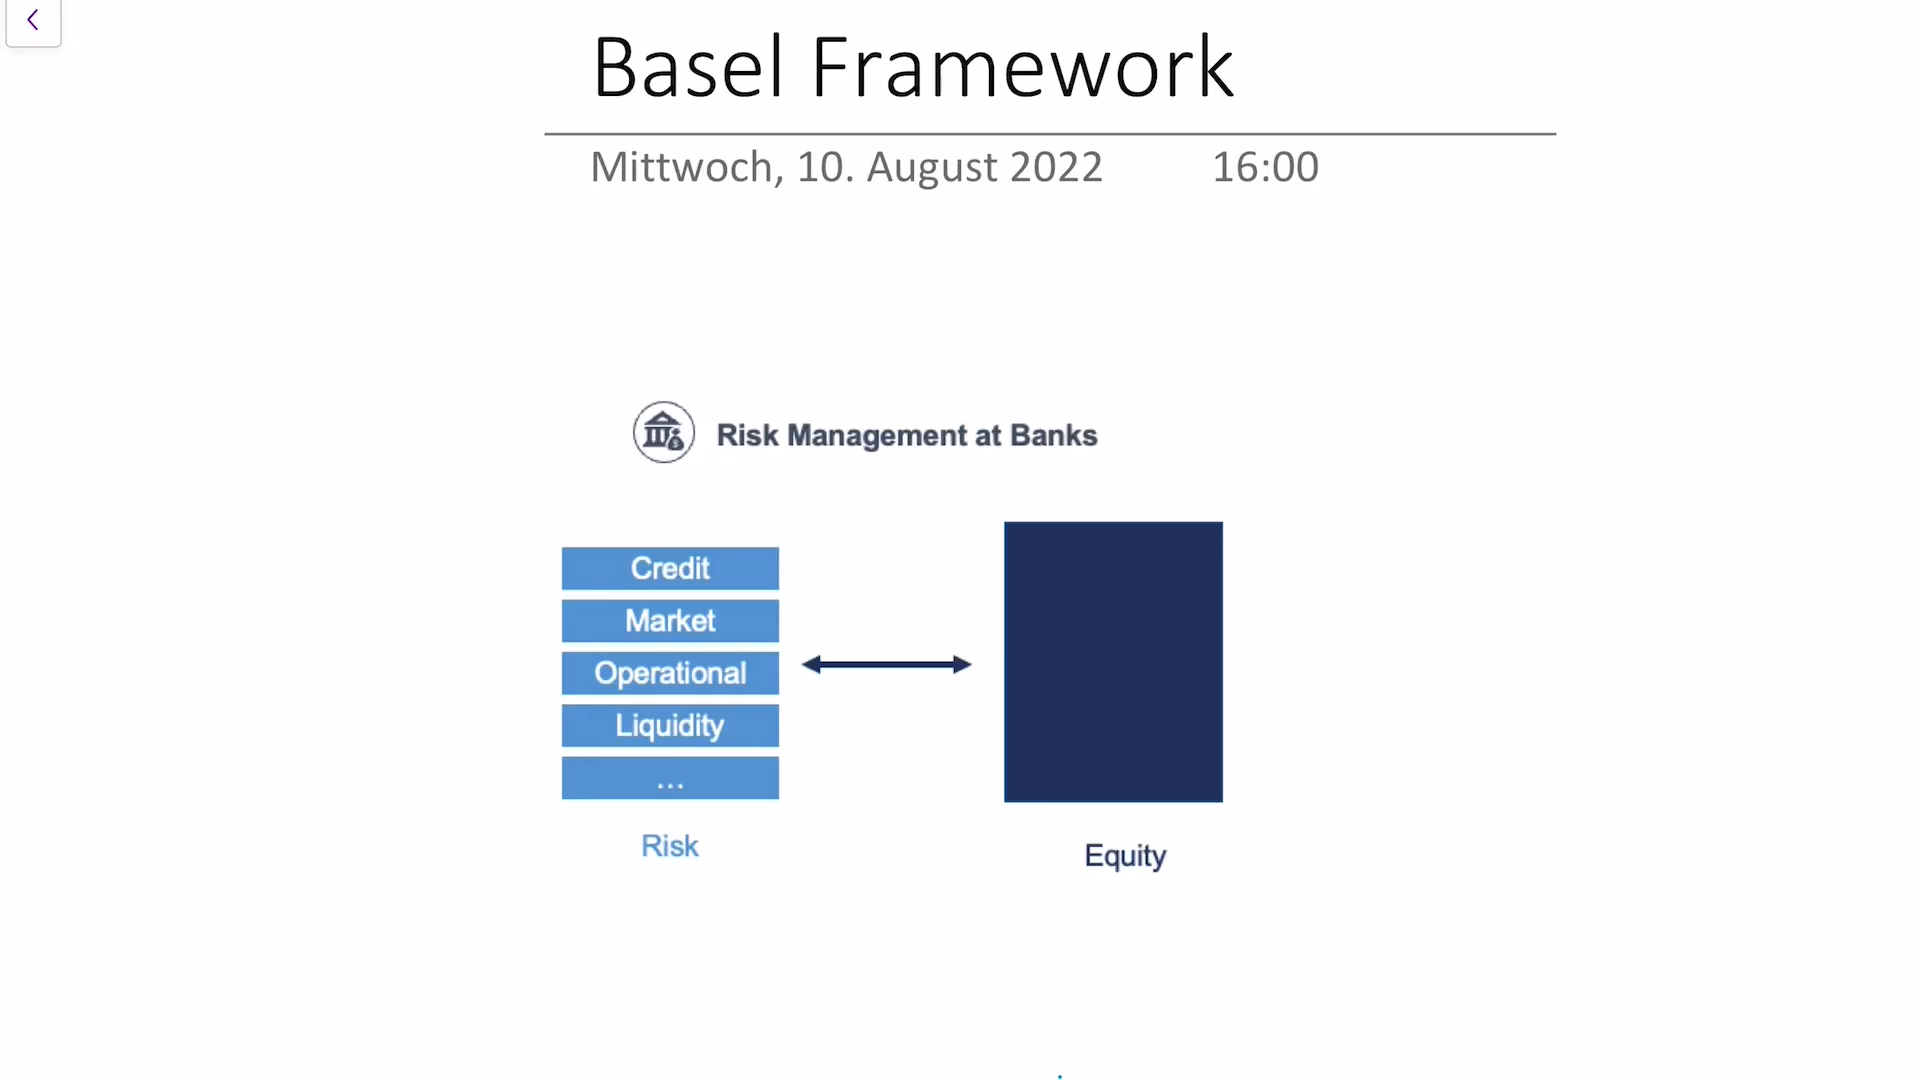 Basel Framework
Mittwoch, 10. August 2022 16:00
Risk Management at Banks
Credit
Market
Operational
Liquidity
...
Risk
Equity